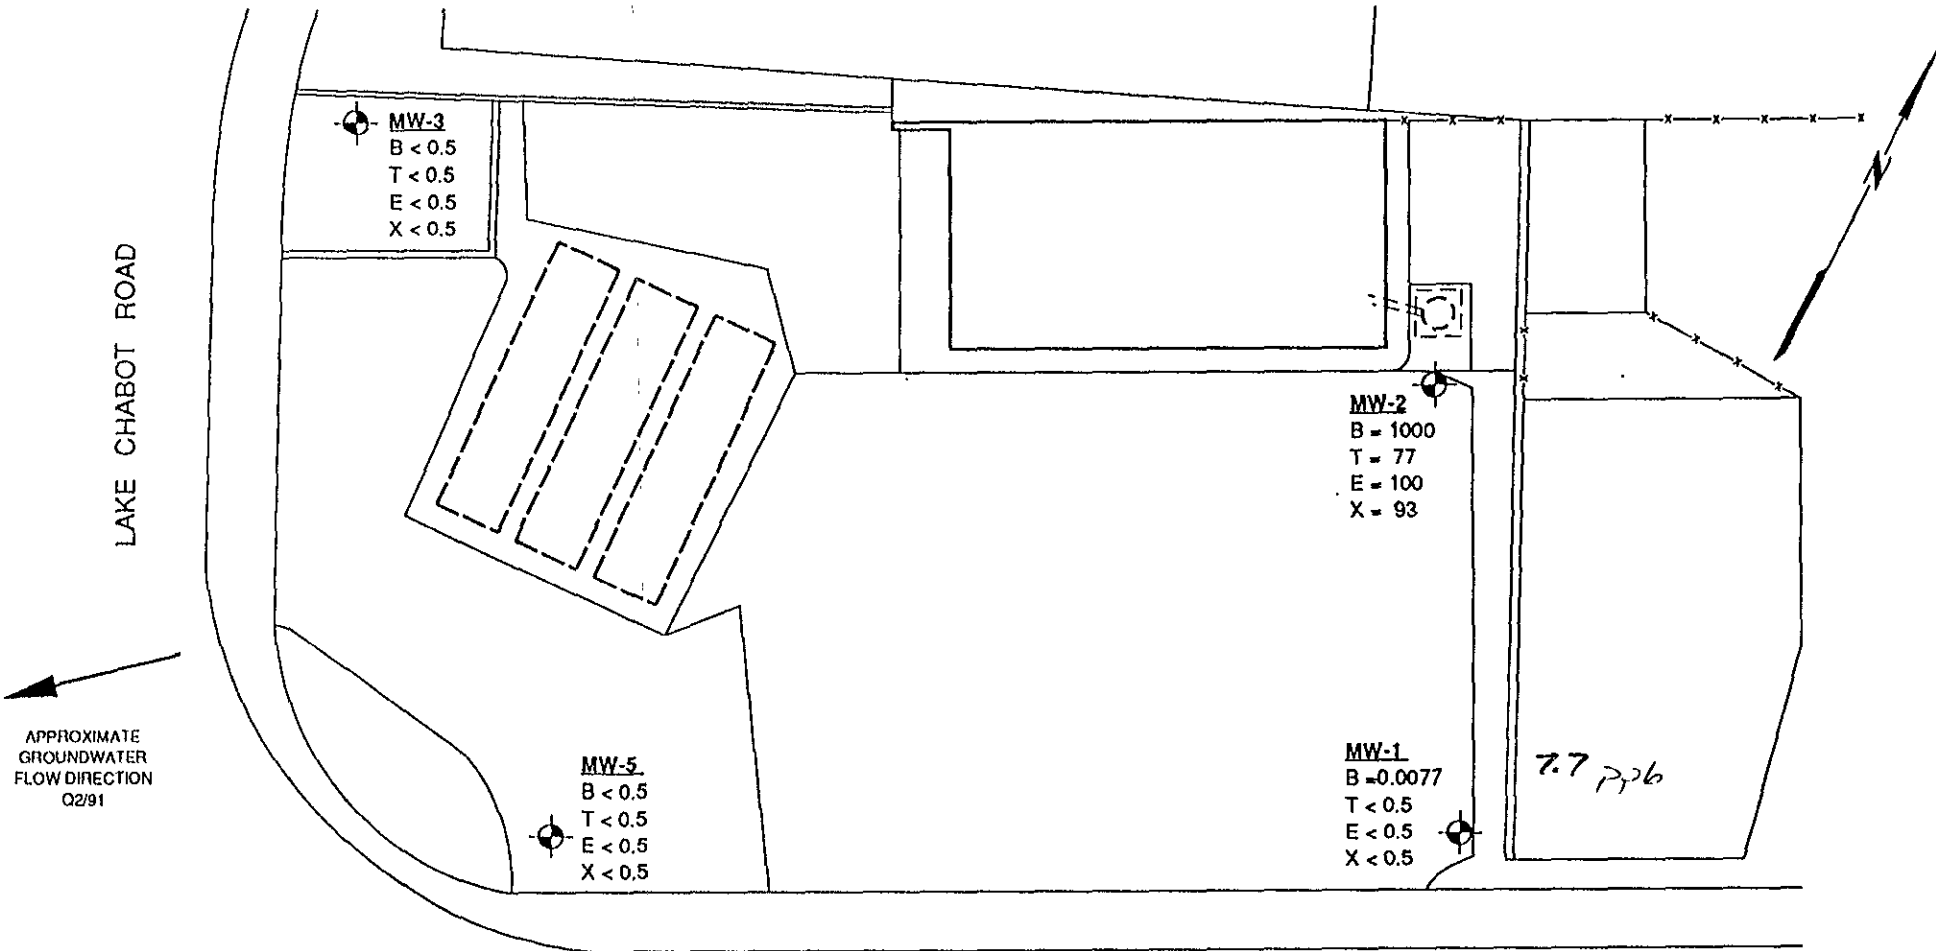 MW-3
B < 0.5
T < 0.5
E < 0.5
X < 0.5
N
LAKE CHABOT ROAD
MW-2
B = 1000
T = 77
E = 100
X = 93
APPROXIMATE
GROUNDWATER
FLOW DIRECTION
Q2/91
MW-5
B < 0.5
T < 0.5
E < 0.5
X < 0.5
MW-1
B =0.0077
T < 0.5
E < 0.5
X < 0.5
7.7 ppb